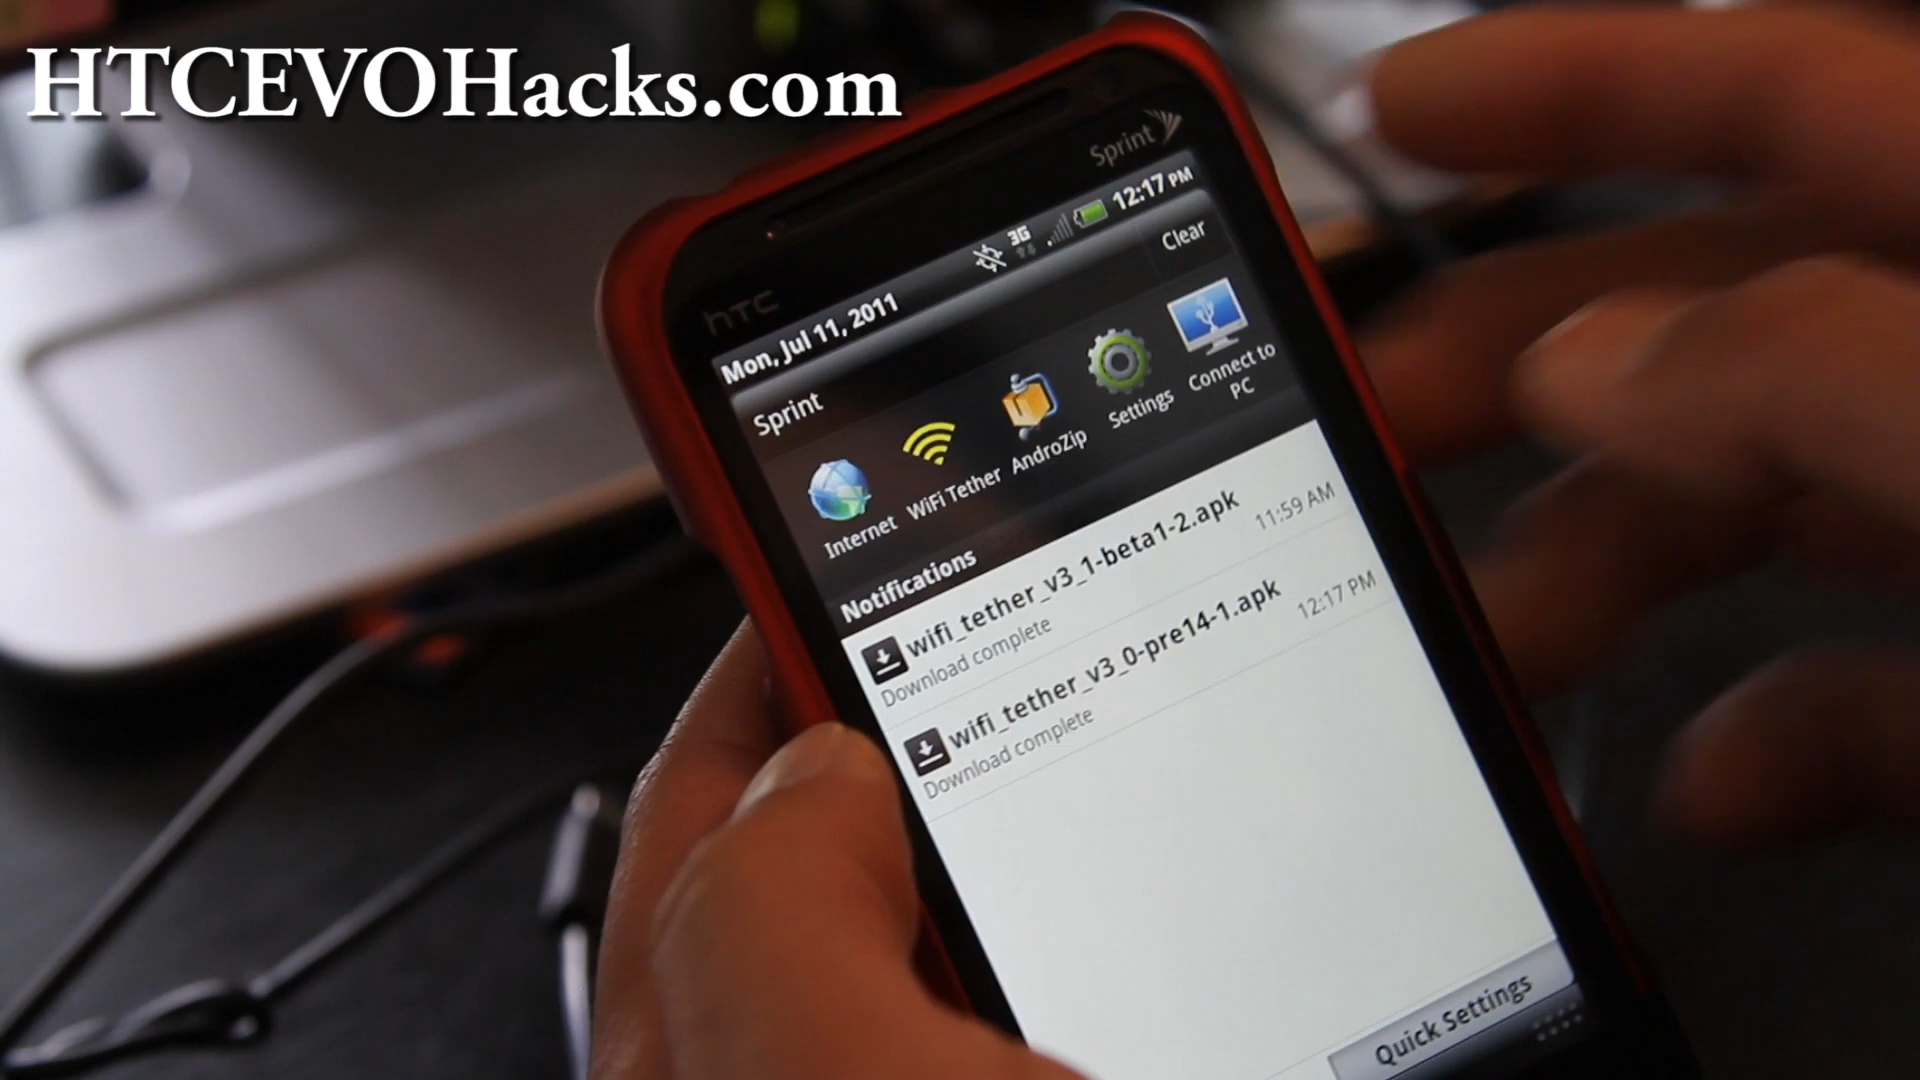 HTCEVOHacks.com
Sprint
hTC
3G
12:17 PM
Mon, Jul 11, 2011
Clear
Sprint
Internet
WiFi Tether
AndroZip
Settings
Connect to
PC
Notifications
wifi_tether_v3_1-beta1-2.apk
11:59 AM
Download complete
wifi_tether_v3_0-pre14-1.apk
12:17 PM
Download complete
Quick Settings